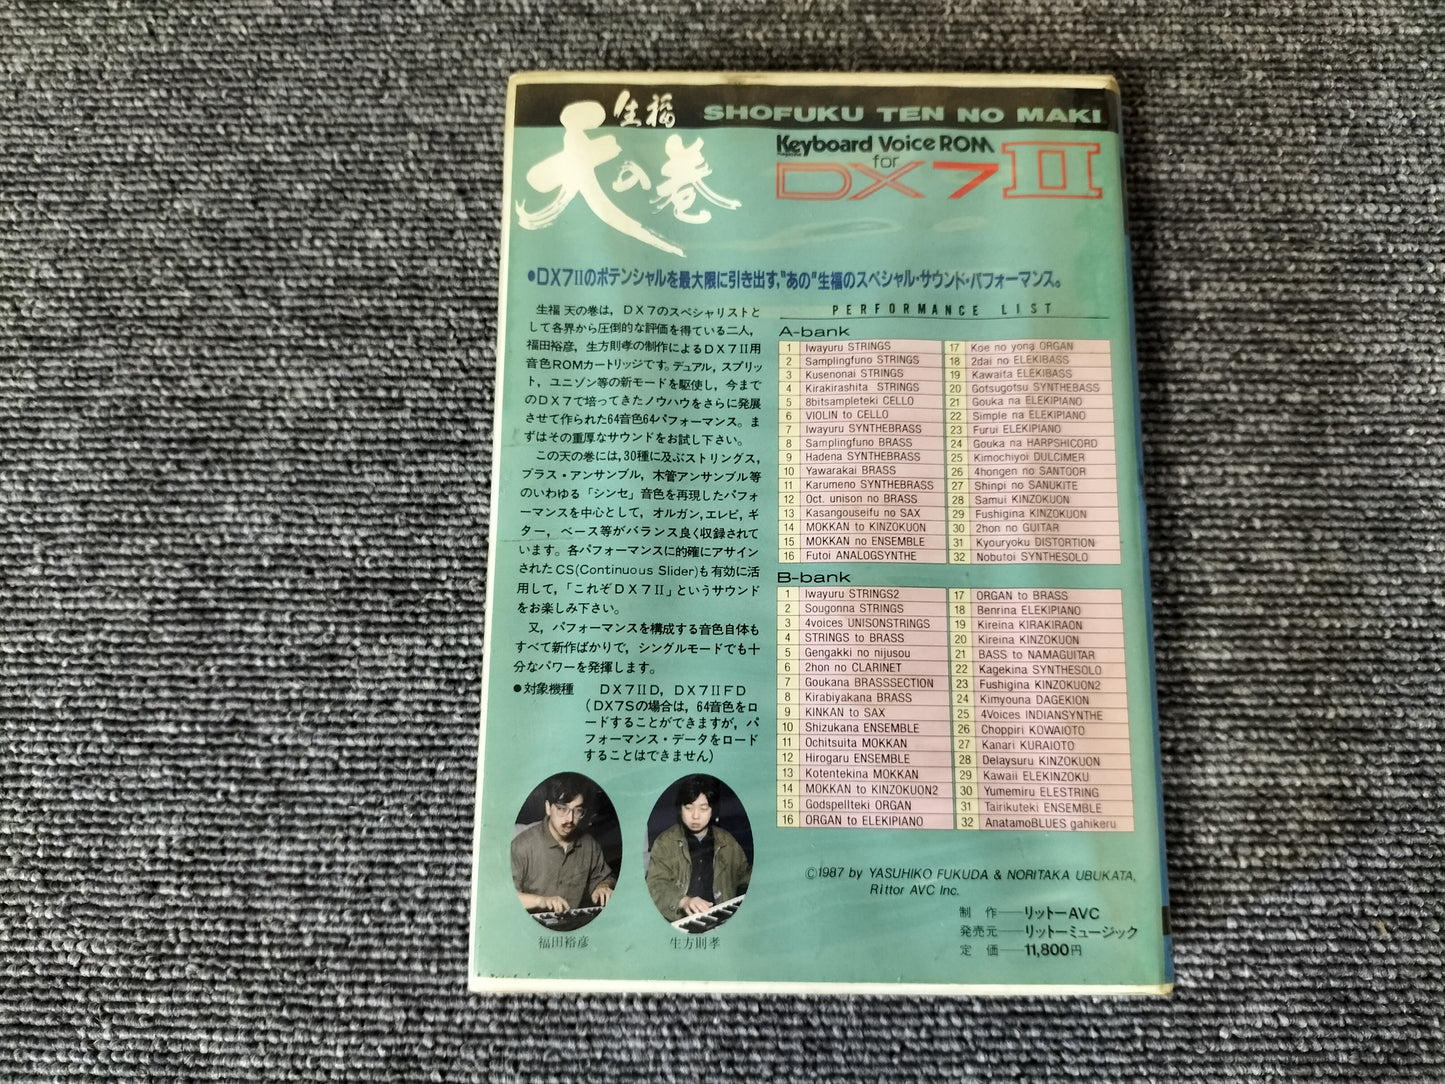 生福
天の巻
SHOFUKU TEN NO MAKI
Keyboard Voice ROM
for
DX7II
●DX7IIのポテンシャルを最大限に引き出す,"あの"生福のスペシャル・サウンド・パフォーマンス。
生福 天の巻は，DX7のスペシャリストと
して各界から圧倒的な評価を得ている二人，
福田裕彦，生方則孝の制作によるDX7II用
音色ROMカートリッジです。デュアル，スプリッ
ト，ユニゾン等の新モードを駆使し，今まで
のDX7で培ってきたノウハウをさらに発展
させて作られた64音色64パフォーマンス。ま
ずはその重厚なサウンドをお試し下さい。
この天の巻には,30種に及ぶストリングス,
ブラス・アンサンブル，木管アンサンブル等
のいわゆる「シンセ」音色を再現したパフォ
ーマンスを中心として，オルガン,エレピ,ギ
ター，ベース等がバランス良く収録されて
います。各パフォーマンスに的確にアサイン
されたCS(Continuous Slider)も有効に活
用して,「これぞDX7II」というサウンド
をお楽しみ下さい。
又，パフォーマンスを構成する音色自体も
すべて新作ばかりで，シングルモードでも十
分なパワーを発揮します。
●対象機種　DX7IID，DX7IIFD
（DX7Sの場合は，64音色をロ
ードすることができますが，パ
フォーマンス・データをロード
することはできません）
福田裕彦
生方則孝
PERFORMANCE LIST
A-bank
1 Iwayuru STRINGS
2 Samplingfuno STRINGS
3 Kusenonai STRINGS
4 Kirakirashita STRINGS
5 8bitsampleteki CELLO
6 VIOLIN to CELLO
7 Iwayuru SYNTHEBRASS
8 Samplingfuno BRASS
9 Hadena SYNTHEBRASS
10 Yawarakai BRASS
11 Karumeno SYNTHEBRASS
12 Oct. unison no BRASS
13 Kasangouseifu no SAX
14 MOKKAN to KINZOKUON
15 MOKKAN no ENSEMBLE
16 Futoi ANALOGSYNTHE
17 Koe no yona ORGAN
18 2dai no ELEKIBASS
19 Kawaita ELEKIBASS
20 Gotsugotsu SYNTHEBASS
21 Gouka na ELEKIPIANO
22 Simple na ELEKIPIANO
23 Furui ELEKIPIANO
24 Gouka na HARPSHICORD
25 Kimochiyoi DULCIMER
26 4hongen no SANTOOR
27 Shinpi no SANUKITE
28 Samui KINZOKUON
29 Fushigina KINZOKUON
30 2hon no GUITAR
31 Kyouryoku DISTORTION
32 Nobutoi SYNTHESOLO
B-bank
1 Iwayuru STRINGS2
2 Sougonna STRINGS
3 4voices UNISONSTRINGS
4 STRINGS to BRASS
5 Gengakki no nijusou
6 2hon no CLARINET
7 Goukana BRASSSECTION
8 Kirabiyakana BRASS
9 KINKAN to SAX
10 Shizukana ENSEMBLE
11 Ochitsuita MOKKAN
12 Hirogaru ENSEMBLE
13 Kotentekina MOKKAN
14 MOKKAN to KINZOKUON2
15 Godspellteki ORGAN
16 ORGAN to ELEKIPIANO
17 ORGAN to BRASS
18 Benrina ELEKIPIANO
19 Kireina KIRAKIRAON
20 Kireina KINZOKUON
21 BASS to NAMAGUITAR
22 Kagekina SYNTHESOLO
23 Fushigina KINZOKUON2
24 Kimyouna DAGEKION
25 4Voices INDIANSYNTHE
26 Choppiri KOWAIOTO
27 Kanari KURAIOTO
28 Delaysuru KINZOKUON
29 Kawaii ELEKINZOKU
30 Yumemiru ELESTRING
31 Tairikuteki ENSEMBLE
32 AnatamoBLUES gahikeru
©1987 by YASUHIKO FUKUDA & NORITAKA UBUKATA,
Rittor AVC Inc.
制　作──リットーAVC
発売元──リットーミュージック
定　価──11,800円